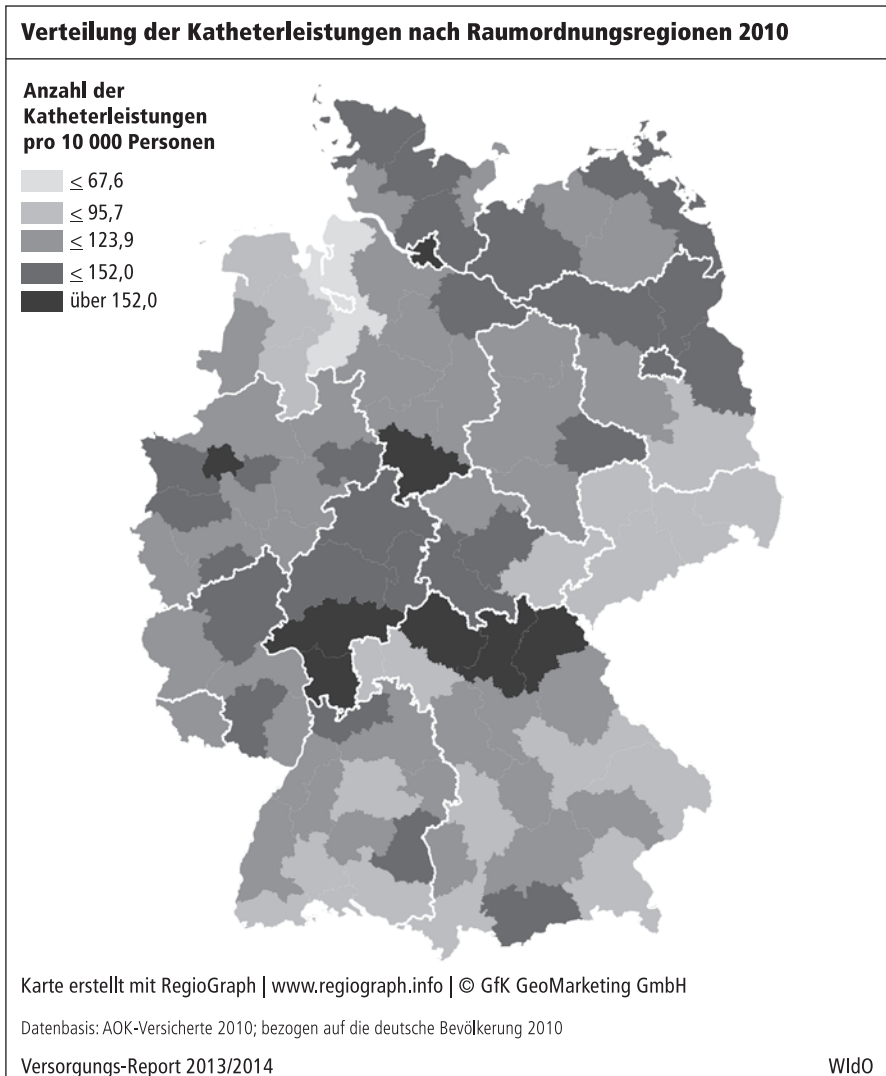 Verteilung der Katheterleistungen nach Raumordnungsregionen 2010
Anzahl der
Katheterleistungen
pro 10 000 Personen
≤ 67,6
≤ 95,7
≤ 123,9
≤ 152,0
über 152,0
Karte erstellt mit RegioGraph | www.regiograph.info | © GfK GeoMarketing GmbH
Datenbasis: AOK-Versicherte 2010; bezogen auf die deutsche Bevölkerung 2010
Versorgungs-Report 2013/2014 WIdO